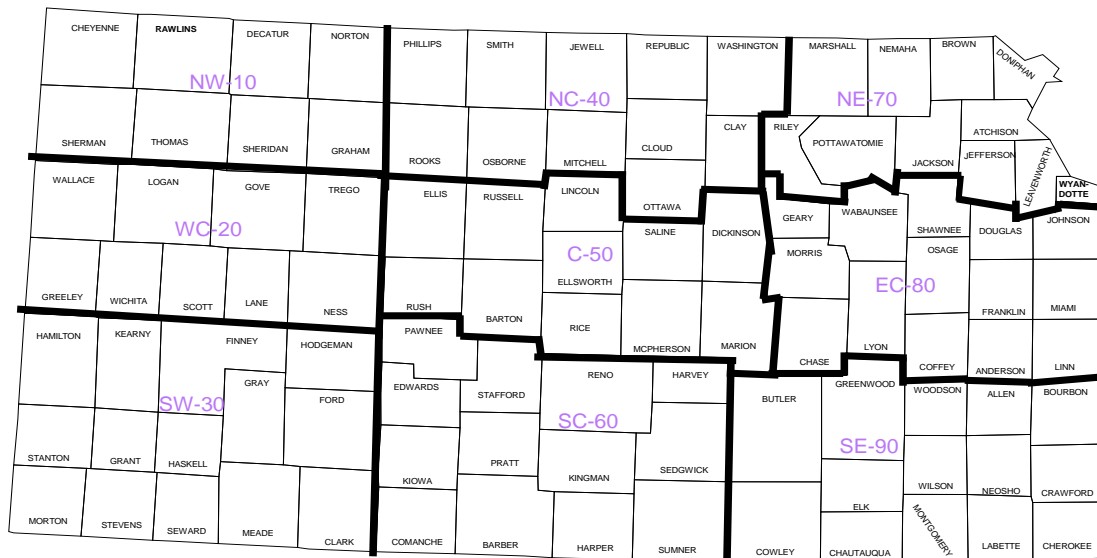 CHEYENNE
RAWLINS
DECATUR
NORTON
PHILLIPS
SMITH
JEWELL
REPUBLIC
WASHINGTON
MARSHALL
NEMAHA
BROWN
DONIPHAN
NW-10
NC-40
NE-70
SHERMAN
THOMAS
SHERIDAN
GRAHAM
ROOKS
OSBORNE
MITCHELL
CLOUD
CLAY
RILEY
POTTAWATOMIE
JACKSON
ATCHISON
JEFFERSON
LEAVENWORTH
WYAN-
DOTTE
WALLACE
LOGAN
GOVE
TREGO
ELLIS
RUSSELL
LINCOLN
OTTAWA
SALINE
DICKINSON
GEARY
WABAUNSEE
SHAWNEE
DOUGLAS
JOHNSON
WC-20
C-50
MORRIS
OSAGE
EC-80
GREELEY
WICHITA
SCOTT
LANE
NESS
RUSH
BARTON
ELLSWORTH
RICE
MCPHERSON
MARION
CHASE
LYON
FRANKLIN
MIAMI
COFFEY
ANDERSON
LINN
HAMILTON
KEARNY
FINNEY
HODGEMAN
PAWNEE
EDWARDS
STAFFORD
RENO
HARVEY
BUTLER
GREENWOOD
WOODSON
ALLEN
BOURBON
GRAY
FORD
SW-30
SC-60
SE-90
STANTON
GRANT
HASKELL
KIOWA
PRATT
KINGMAN
SEDGWICK
WILSON
NEOSHO
CRAWFORD
MORTON
STEVENS
SEWARD
MEADE
CLARK
COMANCHE
BARBER
HARPER
SUMNER
COWLEY
ELK
CHAUTAUQUA
MONTGOMERY
LABETTE
CHEROKEE